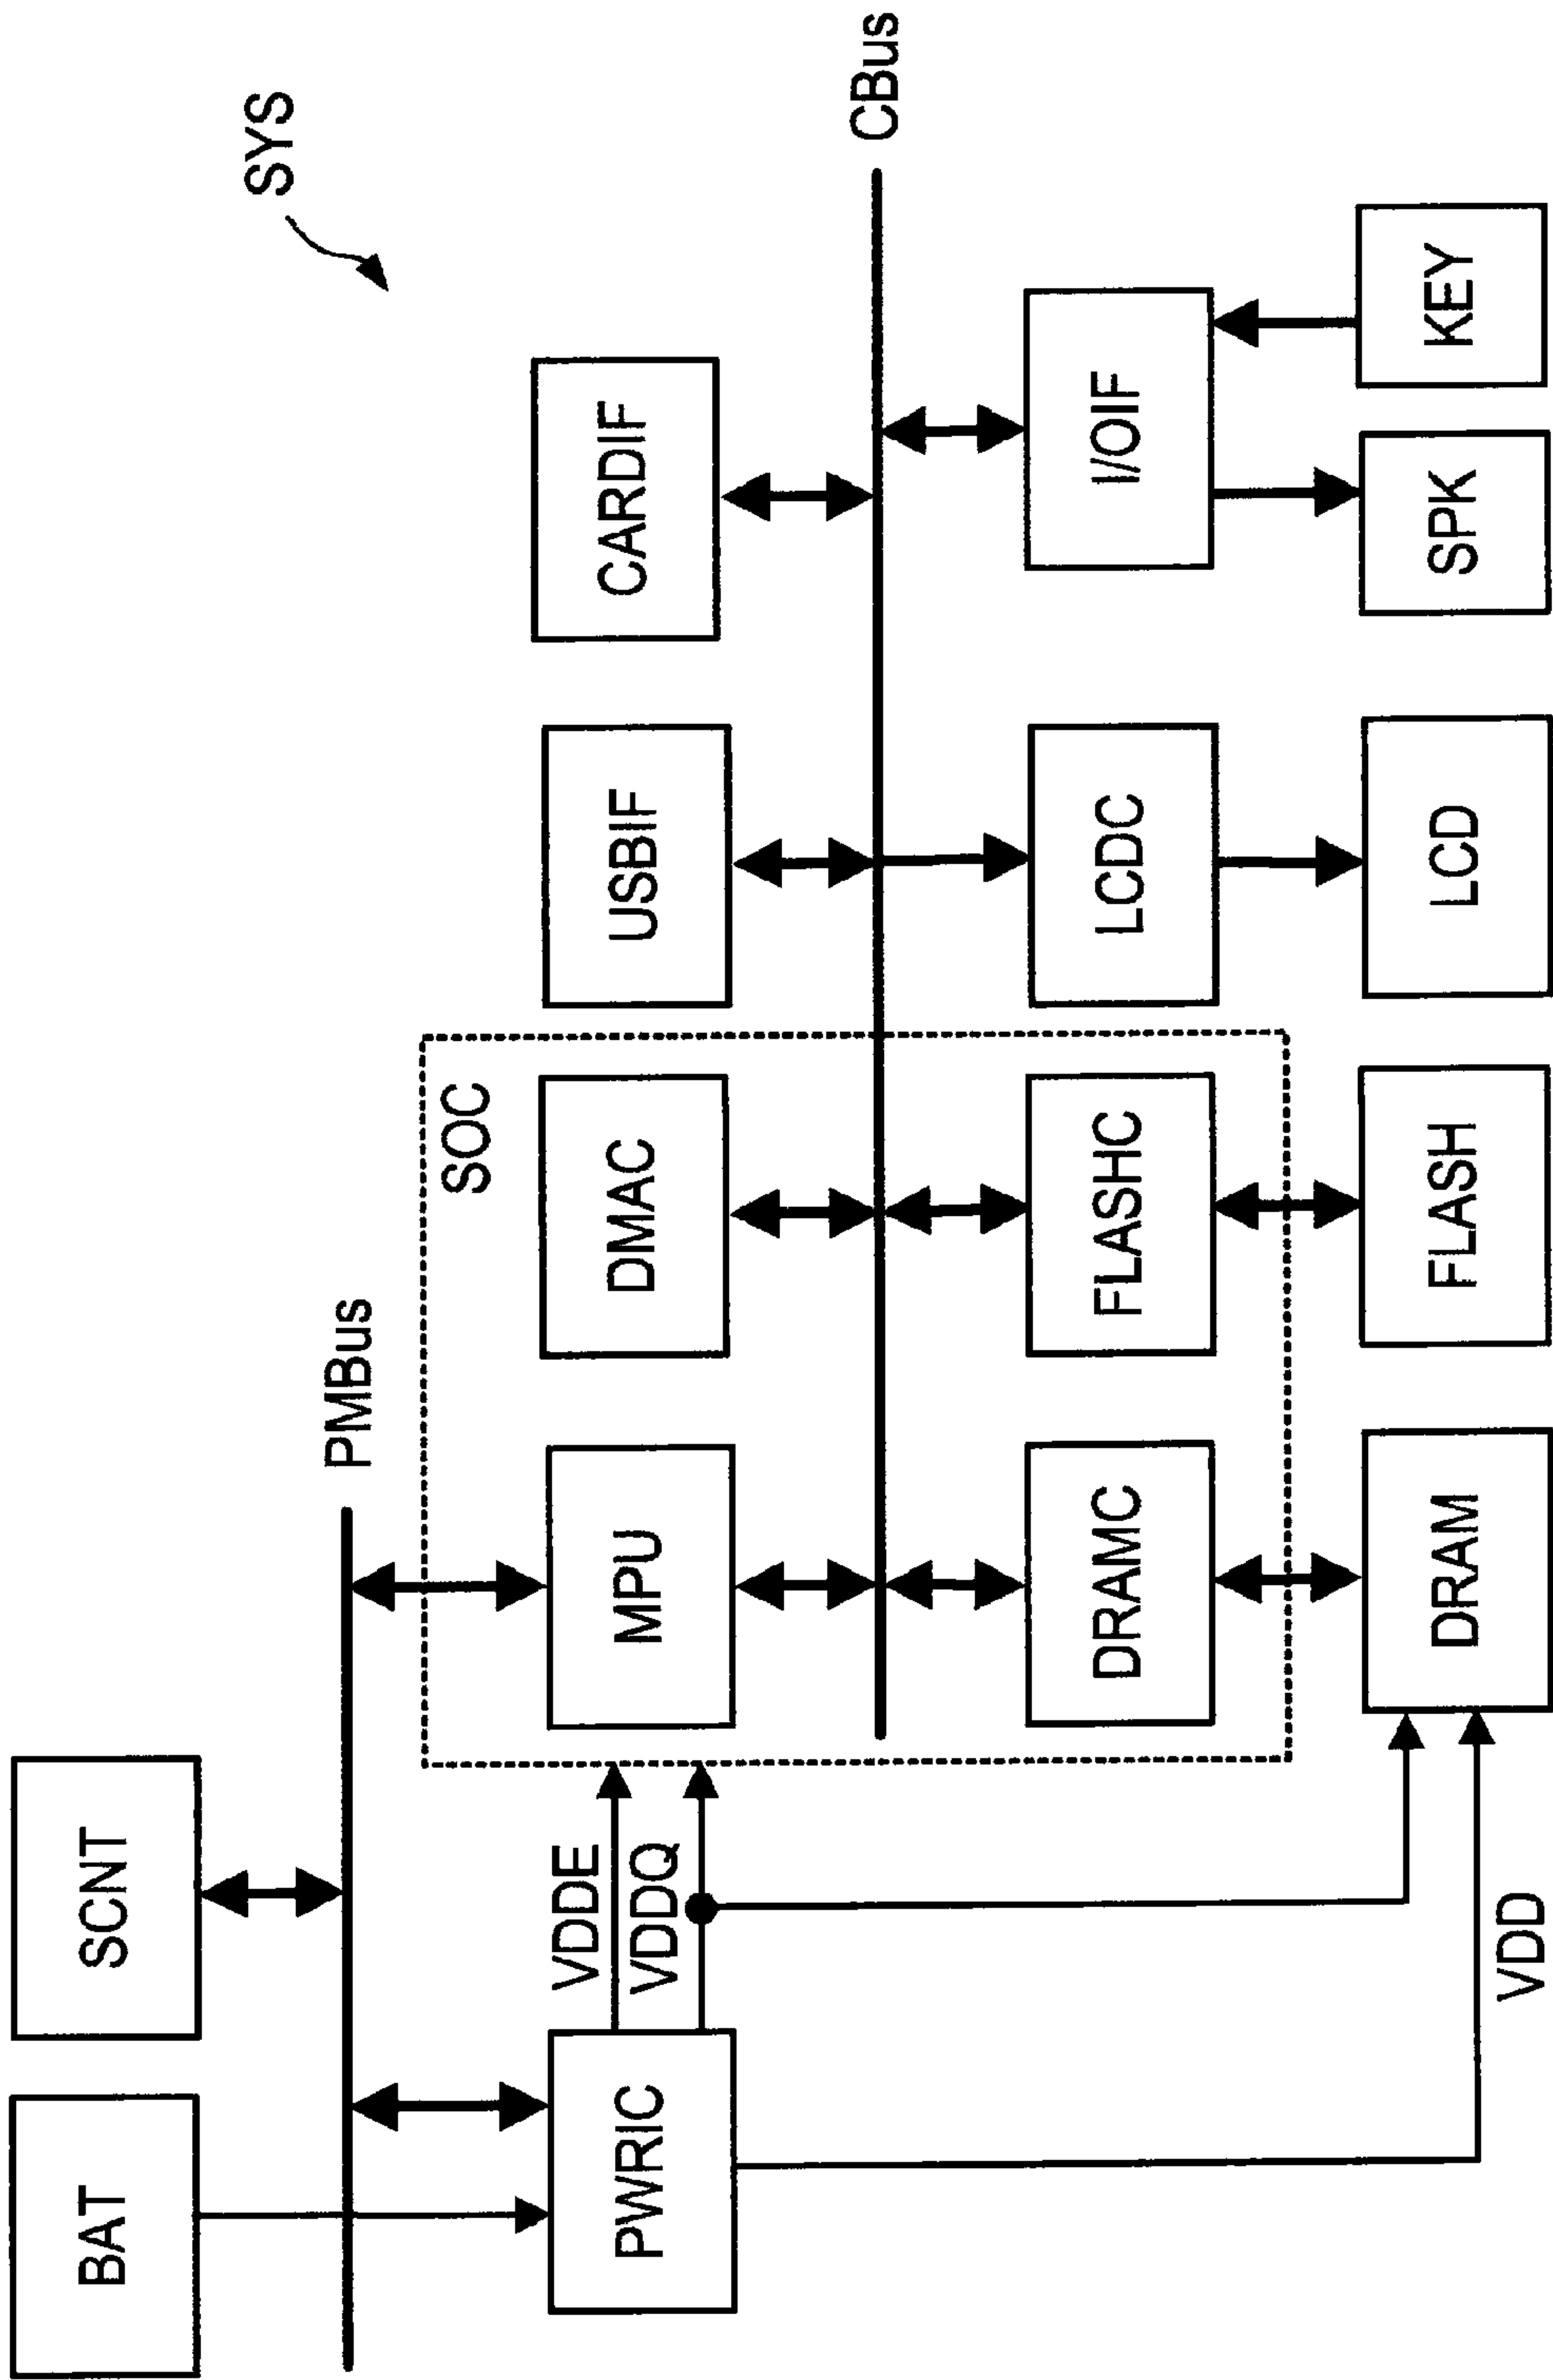 SYS
BAT
SCNT
PMBus
SOC
PWRIC
VDDE
VDDQ
MPU
DMAC
USBIF
CARDIF
CBus
DRAMC
FLASHC
LCDC
I/OIF
VDD
DRAM
FLASH
LCD
SPK
KEY